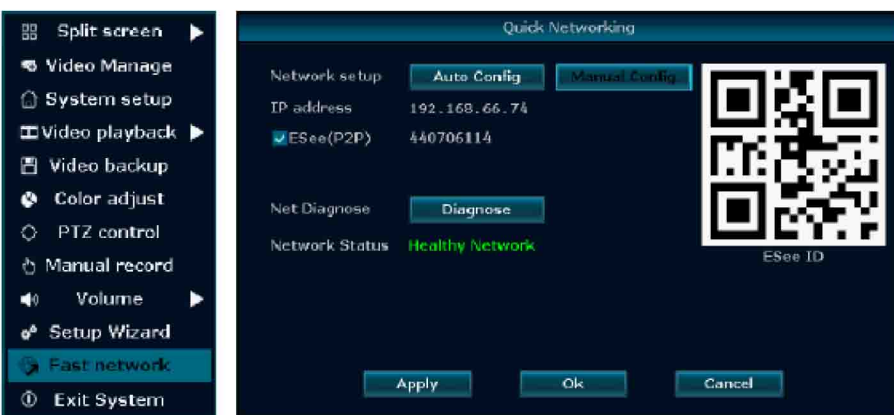 Split screen
Video Manage
System setup
Video playback
Video backup
Color adjust
PTZ control
Manual record
Volume
Setup Wizard
Fast network
Exit System
Quick Networking
Network setup Auto Config Manual Config
IP address 192.168.66.74
ESee(P2P) 440706114
Net Diagnose Diagnose
Network Status Healthy Network
ESee ID
Apply Ok Cancel